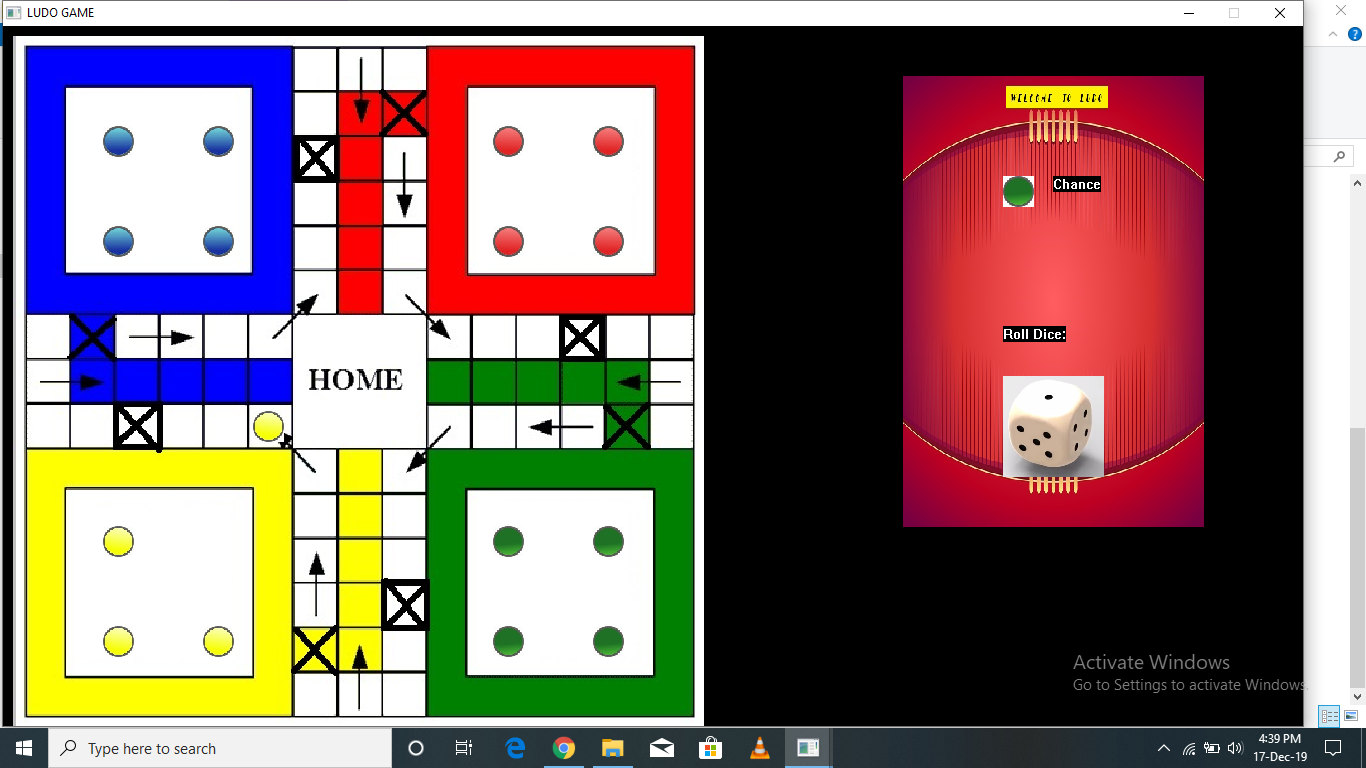 LUDO GAME
WELCOME TO LUDO
Chance
HOME
Roll Dice:
Activate Windows
Go to Settings to activate Windows.
Type here to search
4:39 PM
17-Dec-19